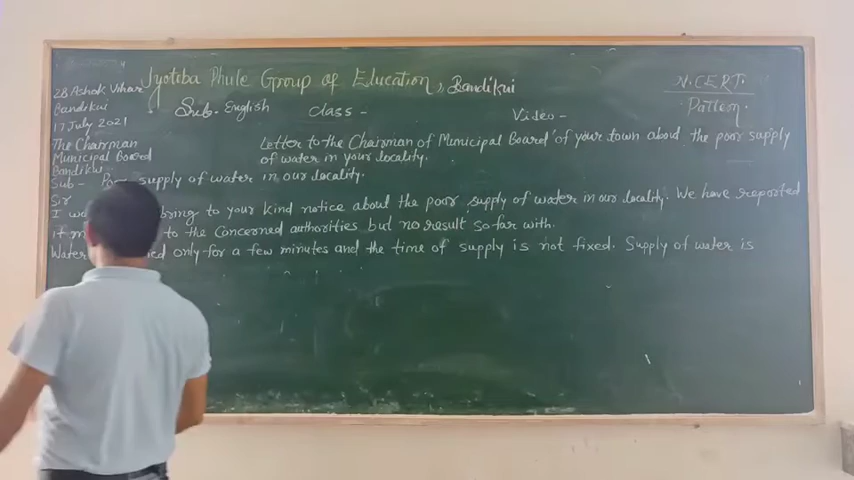 Jyoteba Phule Group of Education, Bandikui
N.C.E.R.T.
Pattern.
Sub. English Class - Video -
28 Ashok Vihar
Bandikui
17 July 2021
The Chairman
Municipal Board
Bandikui
Letter to the Chairman of Municipal Board of your town about the poor supply
of water in your locality.
Sub - Poor supply of water in our locality.
Sir
I bring to your kind notice about the poor supply of water in our locality. We have reported
it to the concerned authorities but no result so far with.
Water only for a few minutes and the time of supply is not fixed. Supply of water is